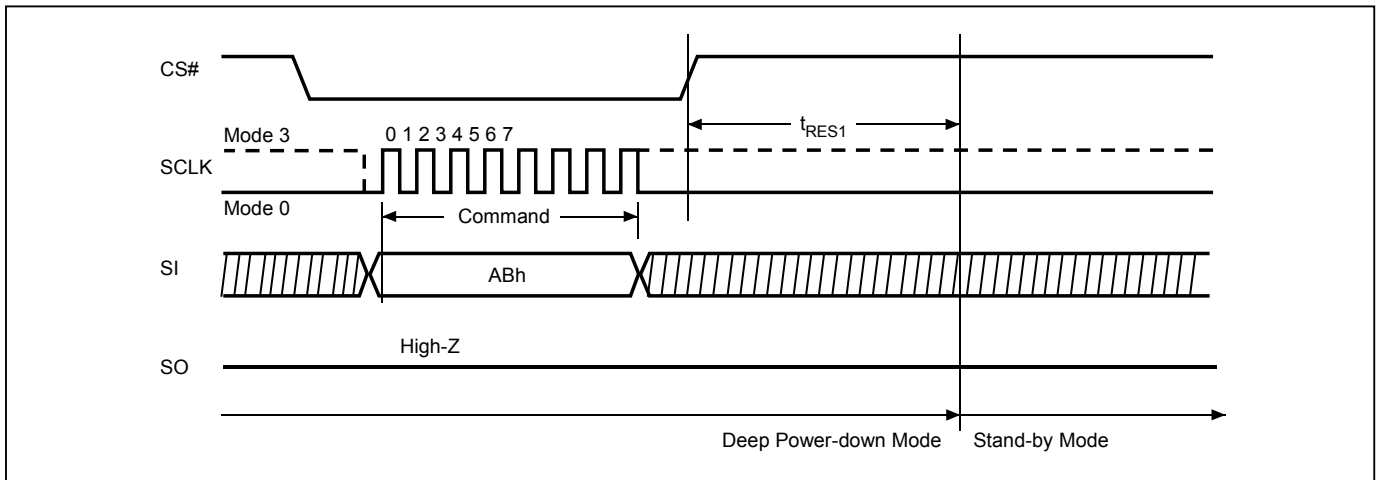 CS#
t_RES1
Mode 3
0 1 2 3 4 5 6 7
SCLK
Mode 0
Command
SI
ABh
High-Z
SO
Deep Power-down Mode
Stand-by Mode